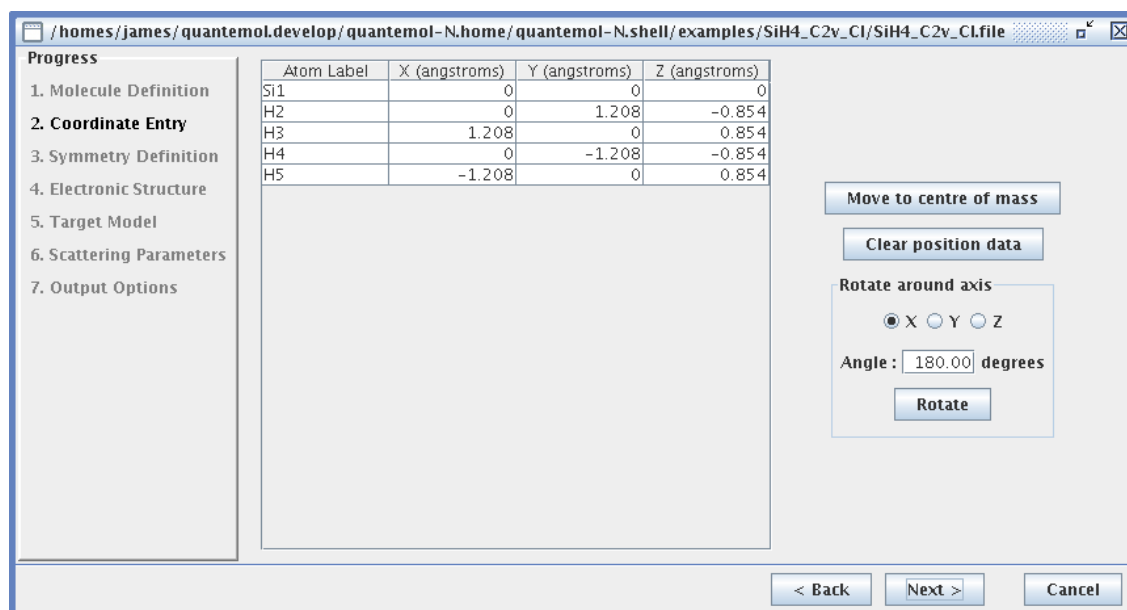 /homes/james/quantemol.develop/quantemol-N.home/quantemol-N.shell/examples/SiH4_C2v_CI/SiH4_C2v_CI.file
Progress
1. Molecule Definition
2. Coordinate Entry
3. Symmetry Definition
4. Electronic Structure
5. Target Model
6. Scattering Parameters
7. Output Options
Atom Label X (angstroms) Y (angstroms) Z (angstroms)
Si1 0 0 0
H2 0 1.208 -0.854
H3 1.208 0 0.854
H4 0 -1.208 -0.854
H5 -1.208 0 0.854
Move to centre of mass
Clear position data
Rotate around axis
X Y Z
Angle : 180.00 degrees
Rotate
< Back Next > Cancel